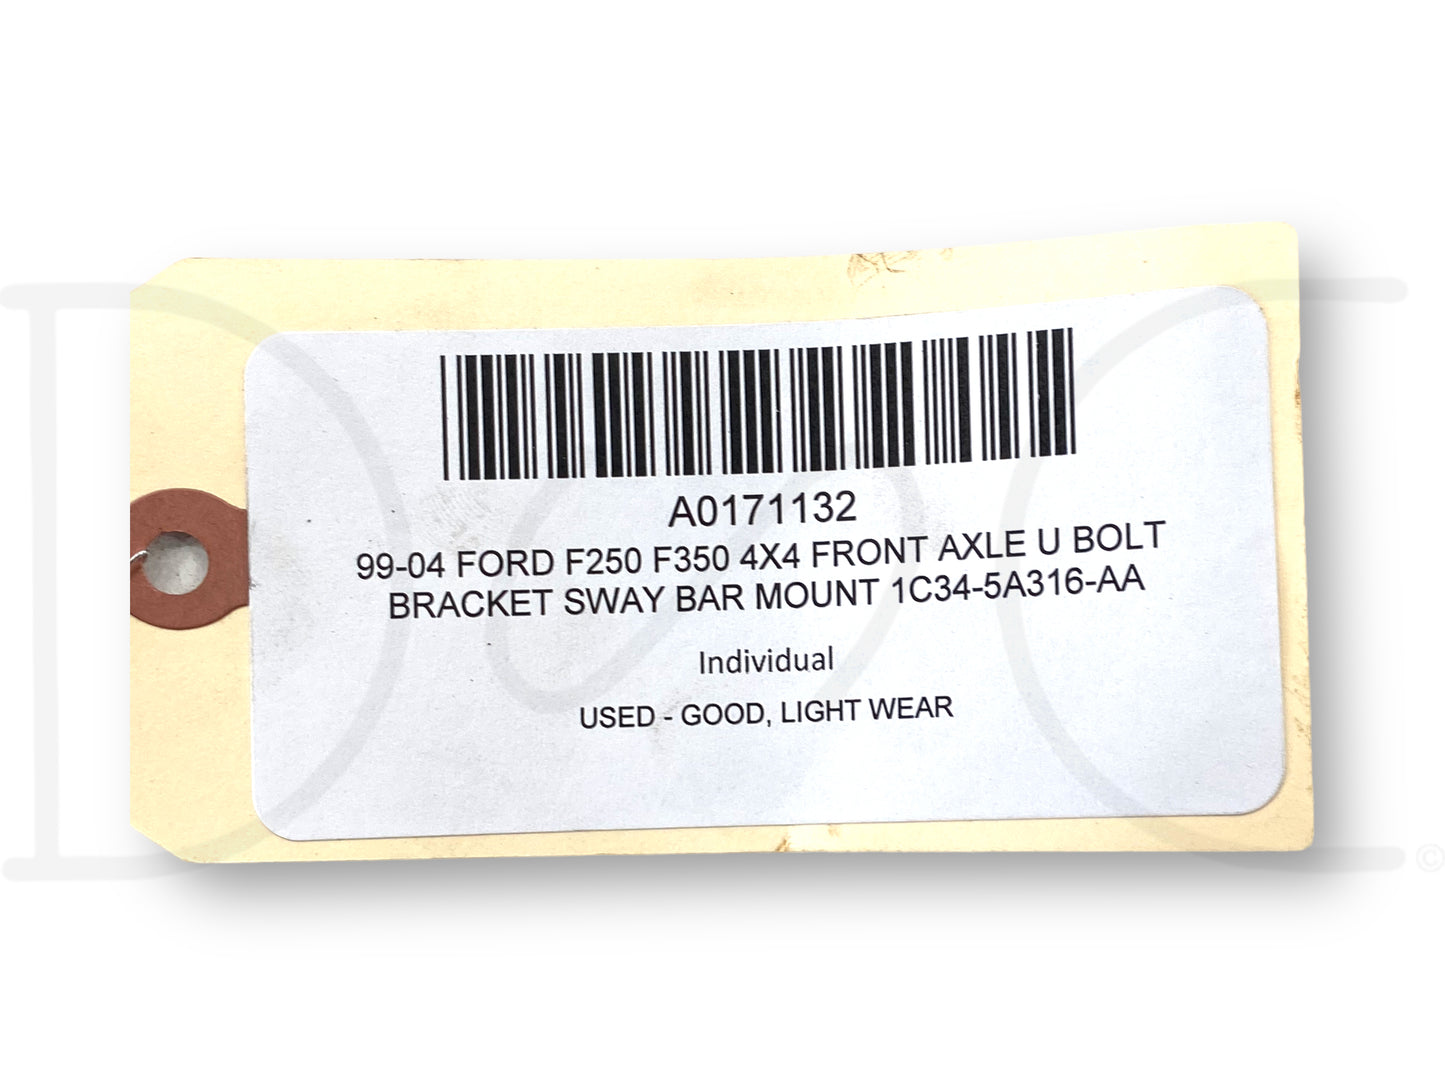 A0171132
99-04 FORD F250 F350 4X4 FRONT AXLE U BOLT
BRACKET SWAY BAR MOUNT 1C34-5A316-AA
Individual
USED - GOOD, LIGHT WEAR
©